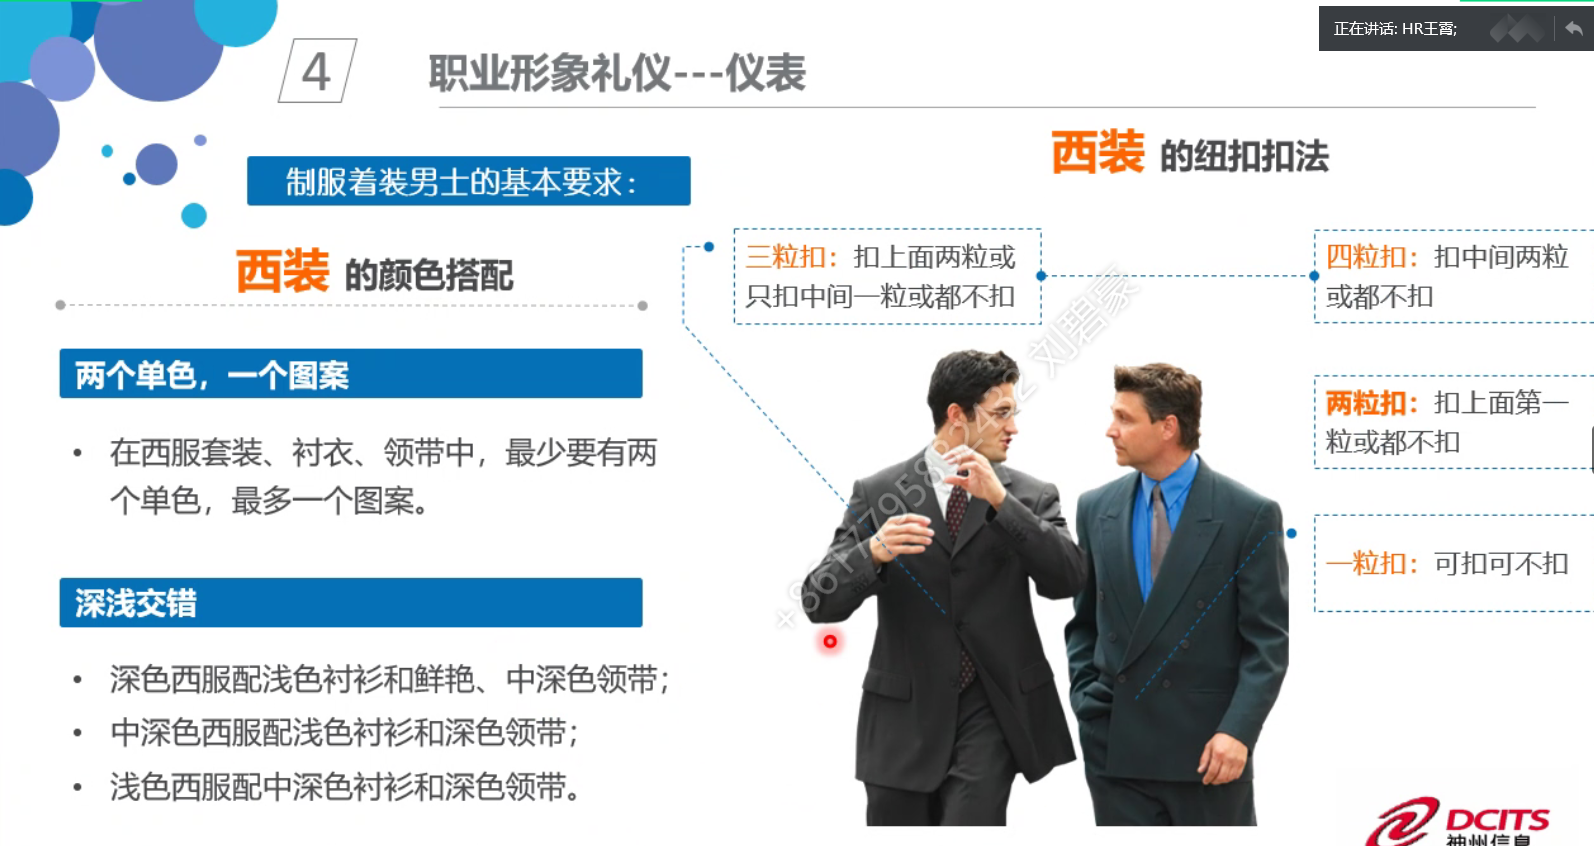 正在讲话: HR王霄;
4
职业形象礼仪---仪表
制服着装男士的基本要求：
西装 的颜色搭配
两个单色，一个图案
• 在西服套装、衬衣、领带中，最少要有两
个单色，最多一个图案。
深浅交错
• 深色西服配浅色衬衫和鲜艳、中深色领带；
• 中深色西服配浅色衬衫和深色领带；
• 浅色西服配中深色衬衫和深色领带。
西装 的纽扣扣法
三粒扣：扣上面两粒或
只扣中间一粒或都不扣
四粒扣：扣中间两粒
或都不扣
两粒扣：扣上面第一
粒或都不扣
一粒扣：可扣可不扣
刘碧豪
DCITS
神州信息